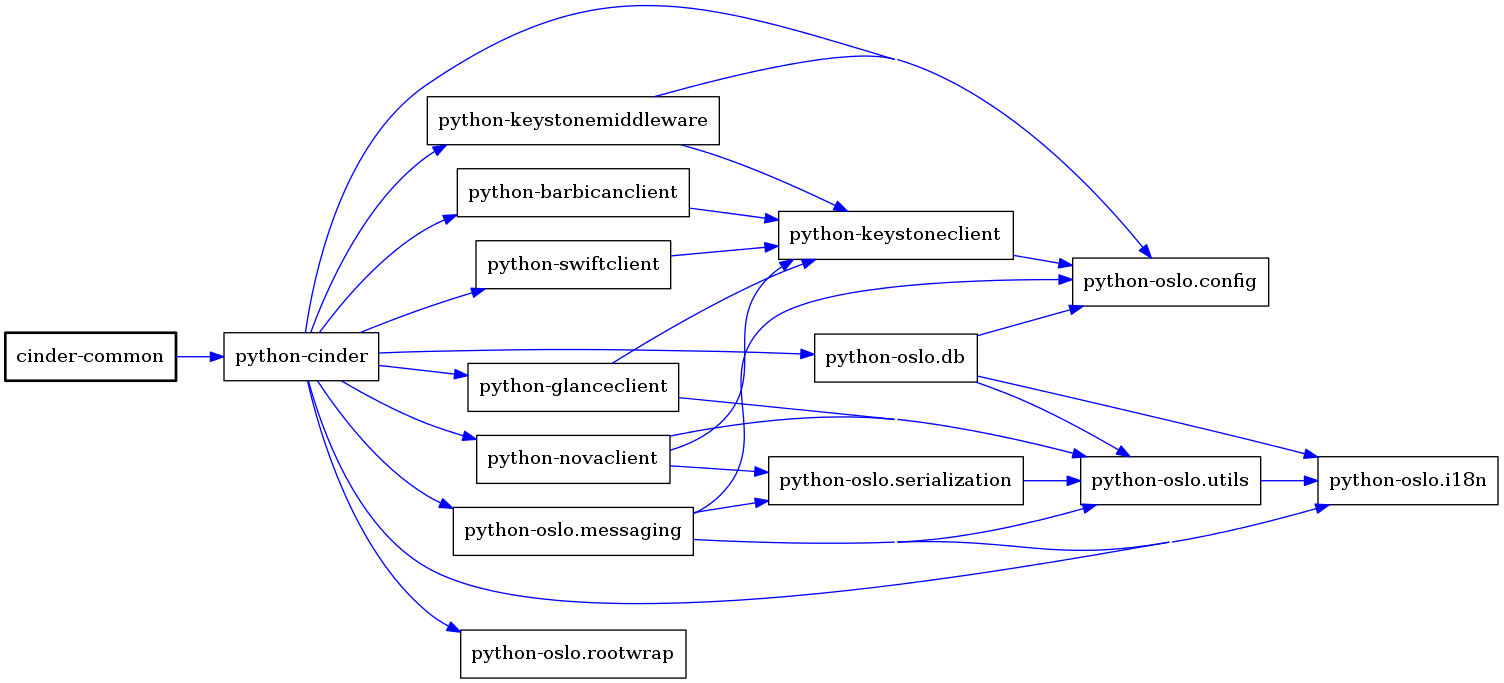 python-keystonemiddleware
python-barbicanclient
python-keystoneclient
python-swiftclient
python-oslo.config
cinder-common
python-cinder
python-oslo.db
python-glanceclient
python-novaclient
python-oslo.serialization
python-oslo.utils
python-oslo.i18n
python-oslo.messaging
python-oslo.rootwrap